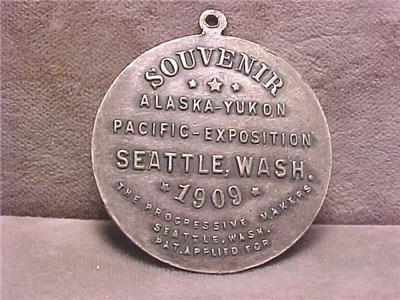 SOUVENIR
ALASKA-YUKON
PACIFIC-EXPOSITION
SEATTLE, WASH.
1909
THE PROGRESSIVE MAKERS
SEATTLE, WASH.
PAT. APPLIED FOR